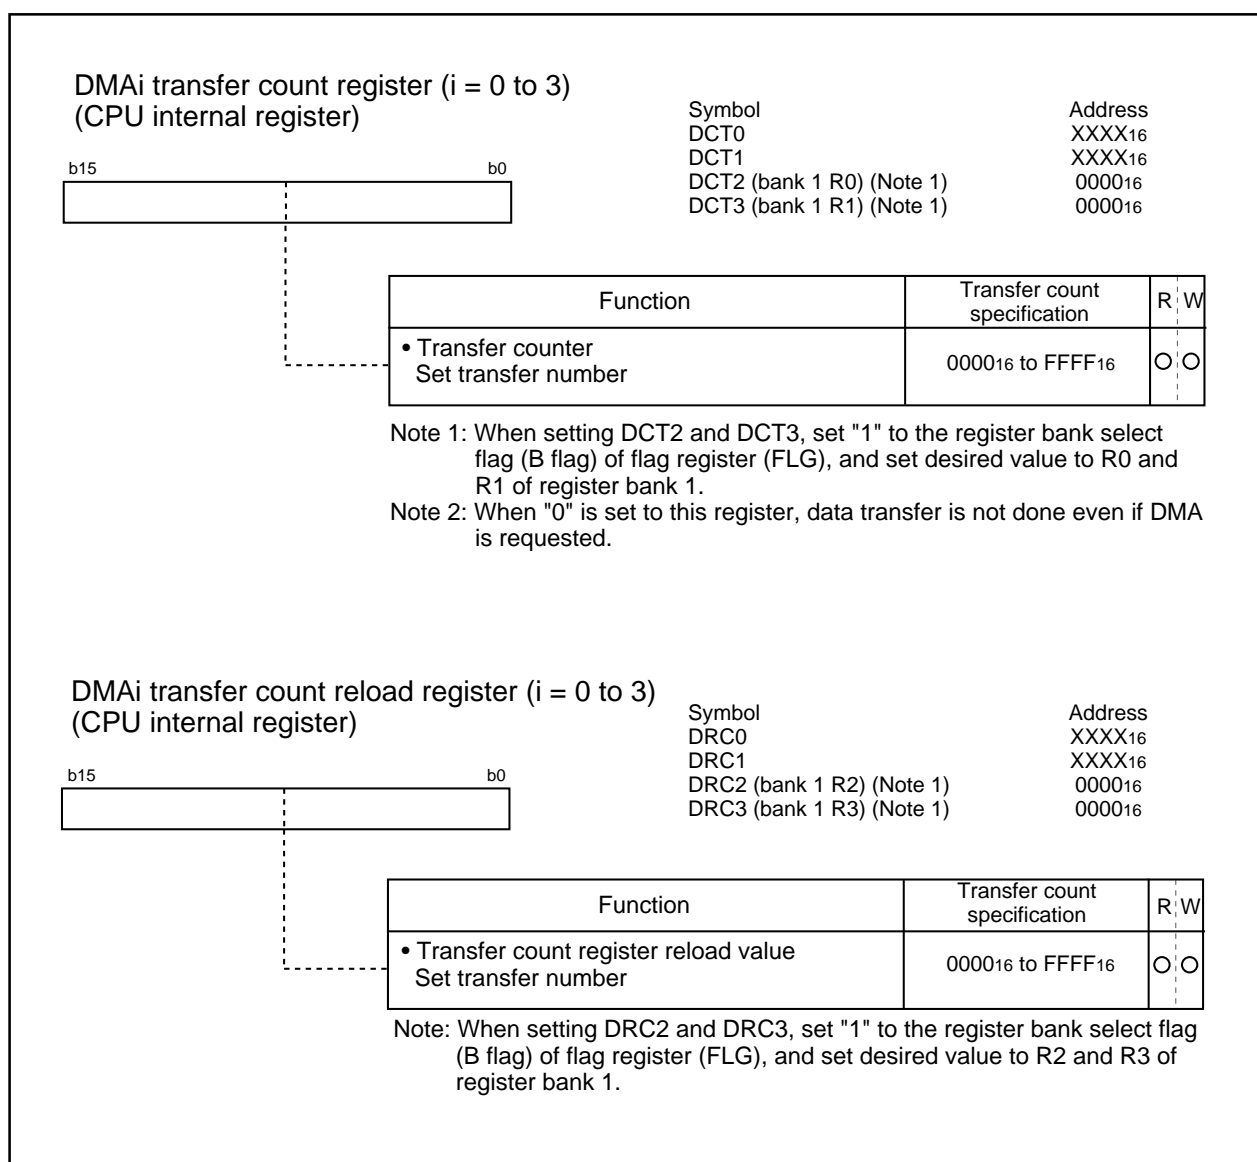 DMAi transfer count register (i = 0 to 3)
(CPU internal register)
Symbol Address
DCT0 XXXX16
DCT1 XXXX16
DCT2 (bank 1 R0) (Note 1) 000016
DCT3 (bank 1 R1) (Note 1) 000016
b15 b0
Function Transfer count specification R W
• Transfer counter
Set transfer number
000016 to FFFF16 O O
Note 1: When setting DCT2 and DCT3, set "1" to the register bank select
flag (B flag) of flag register (FLG), and set desired value to R0 and
R1 of register bank 1.
Note 2: When "0" is set to this register, data transfer is not done even if DMA
is requested.
DMAi transfer count reload register (i = 0 to 3)
(CPU internal register)
Symbol Address
DRC0 XXXX16
DRC1 XXXX16
DRC2 (bank 1 R2) (Note 1) 000016
DRC3 (bank 1 R3) (Note 1) 000016
b15 b0
Function Transfer count specification R W
• Transfer count register reload value
Set transfer number
000016 to FFFF16 O O
Note: When setting DRC2 and DRC3, set "1" to the register bank select flag
(B flag) of flag register (FLG), and set desired value to R2 and R3 of
register bank 1.